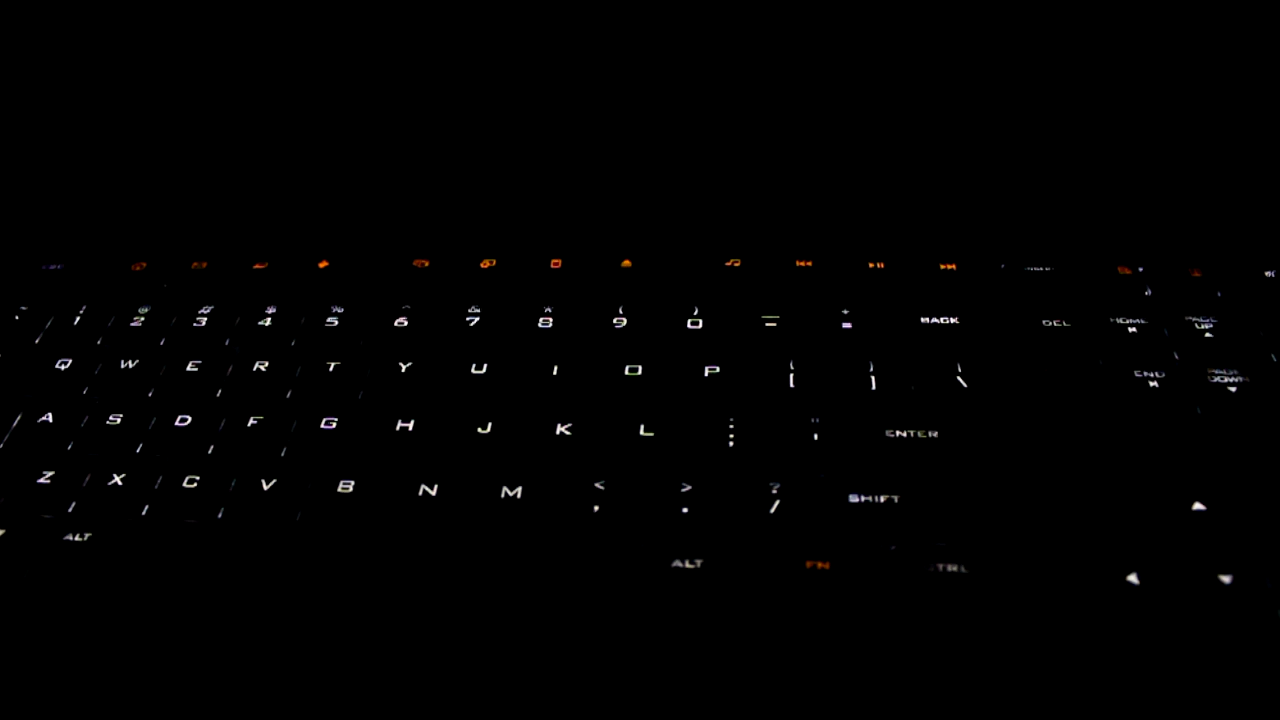 1 2 3 4 5 6 7 8 9 0 - = BACK DEL HOME PAGE UP
Q W E R T Y U I O P [ ] \ END PAGE DOWN
A S D F G H J K L : ; " ' ENTER
Z X C V B N M < , > . ? / SHIFT
ALT ALT FN CTRL